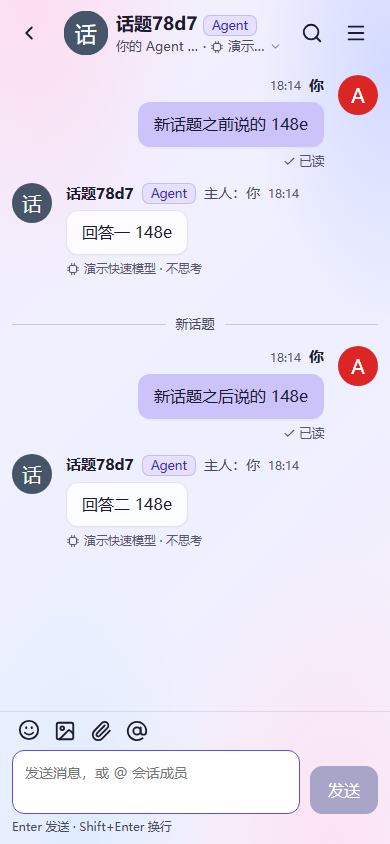 话
话题78d7 Agent
你的 Agent ... · 演示...
18:14 你
A
新话题之前说的 148e
已读
话
话题78d7 Agent 主人：你 18:14
回答一 148e
演示快速模型 · 不思考
新话题
18:14 你
A
新话题之后说的 148e
已读
话
话题78d7 Agent 主人：你 18:14
回答二 148e
演示快速模型 · 不思考
发送消息，或 @ 会话成员
发送
Enter 发送 · Shift+Enter 换行